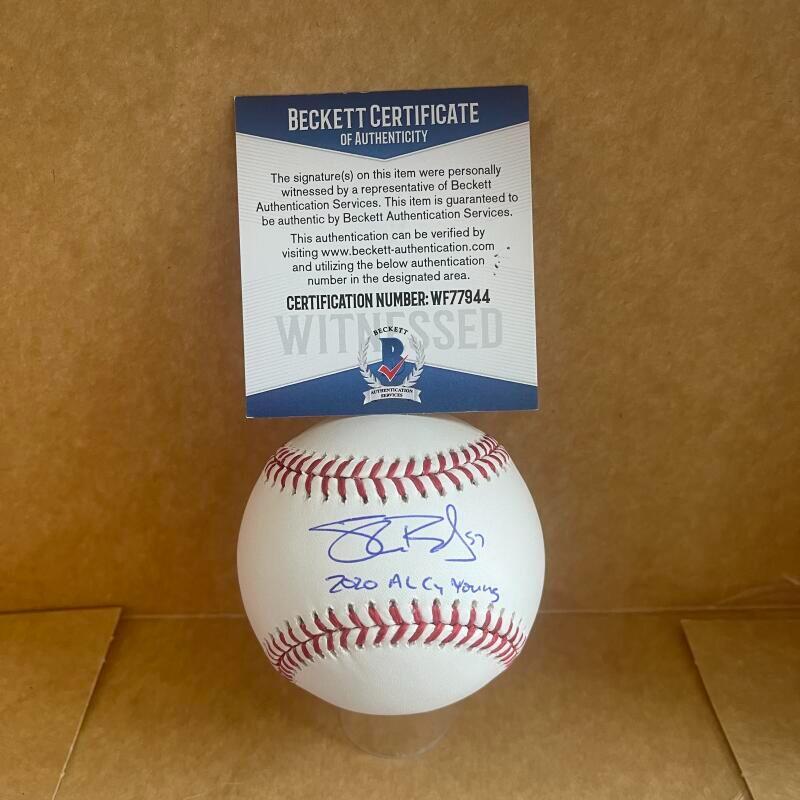 BECKETT CERTIFICATE
OF AUTHENTICITY
The signature(s) on this item were personally
witnessed by a representative of Beckett
Authentication Services. This item is guaranteed to
be authentic by Beckett Authentication Services.
This authentication can be verified by
visiting www.beckett-authentication.com
and utilizing the below authentication
number in the designated area.
CERTIFICATION NUMBER: WF77944
WITNESSED
BECKETT
B
AUTHENTICATION
SERVICES
57
2020 AL Cy Young